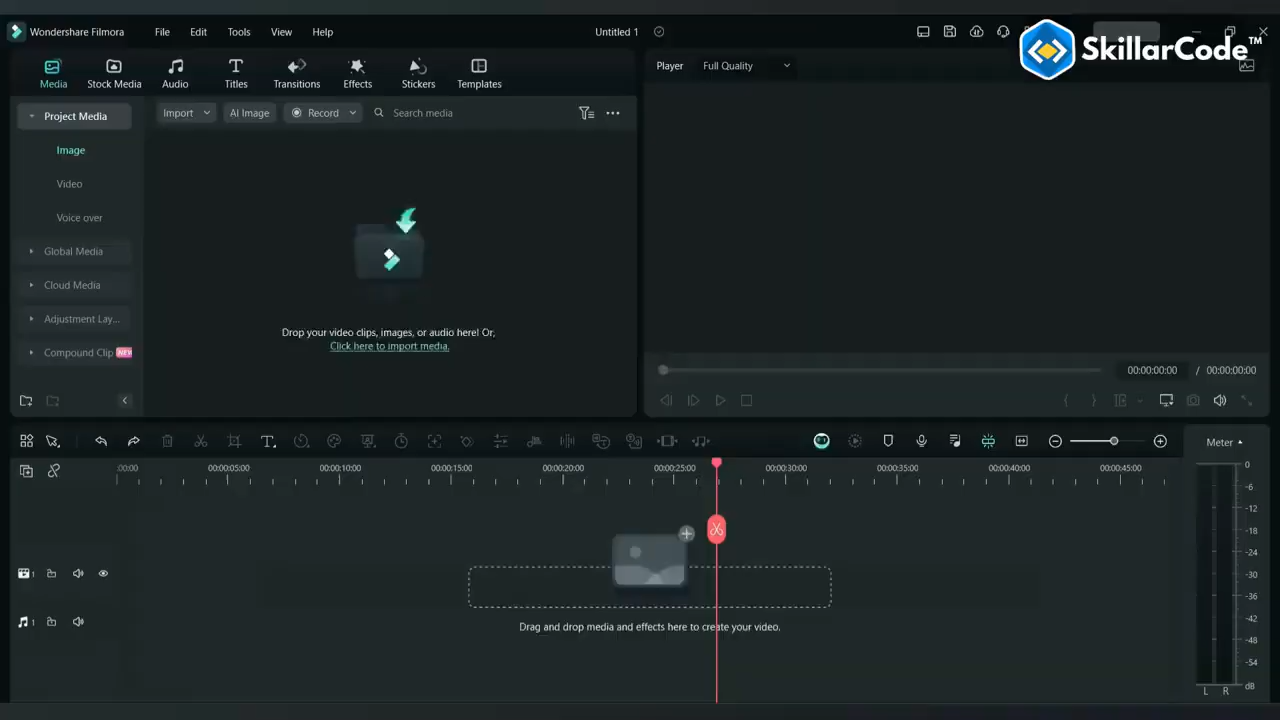 Wondershare Filmora
File
Edit
Tools
View
Help
Untitled 1
SkillarCode™
Media
Stock Media
Audio
Titles
Transitions
Effects
Stickers
Templates
Player
Full Quality
Project Media
Image
Video
Voice over
Global Media
Cloud Media
Adjustment Lay...
Compound Clip NEW
Import
AI Image
Record
Search media
Drop your video clips, images, or audio here! Or,
Click here to import media.
00:00:00:00 / 00:00:00:00
Meter
:00:00
00:00:05:00
00:00:10:00
00:00:15:00
00:00:20:00
00:00:25:00
00:00:30:00
00:00:35:00
00:00:40:00
00:00:45:00
1
1
Drag and drop media and effects here to create your video.
0
-6
-12
-18
-24
-30
-36
-42
-48
-54
dB
L R